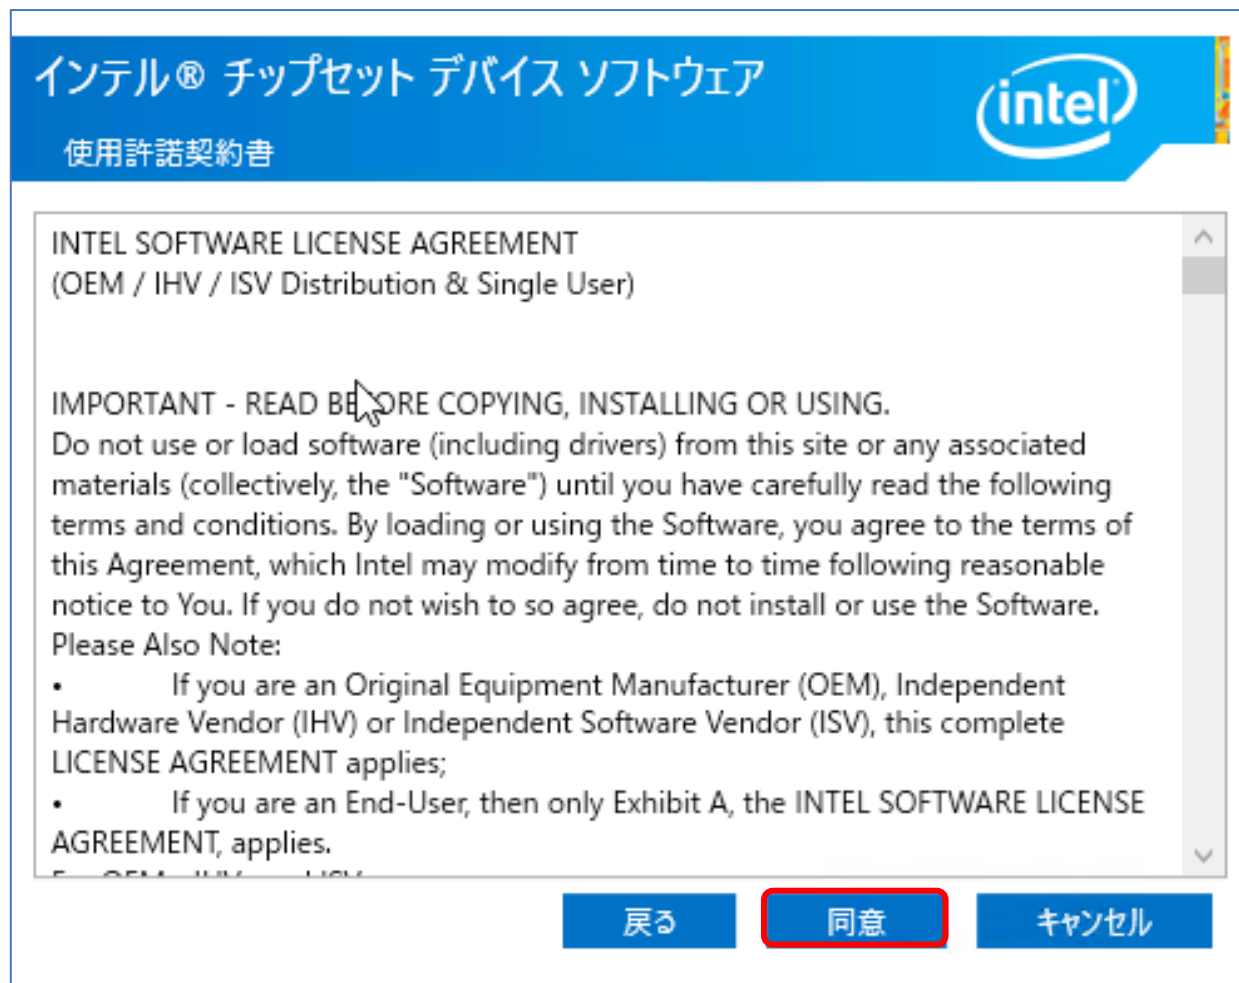 インテル® チップセット デバイス ソフトウェア
intel
使用許諾契約書
INTEL SOFTWARE LICENSE AGREEMENT
(OEM / IHV / ISV Distribution & Single User)
IMPORTANT - READ BEFORE COPYING, INSTALLING OR USING.
Do not use or load software (including drivers) from this site or any associated
materials (collectively, the "Software") until you have carefully read the following
terms and conditions. By loading or using the Software, you agree to the terms of
this Agreement, which Intel may modify from time to time following reasonable
notice to You. If you do not wish to so agree, do not install or use the Software.
Please Also Note:
• If you are an Original Equipment Manufacturer (OEM), Independent
Hardware Vendor (IHV) or Independent Software Vendor (ISV), this complete
LICENSE AGREEMENT applies;
• If you are an End-User, then only Exhibit A, the INTEL SOFTWARE LICENSE
AGREEMENT, applies.
戻る
同意
キャンセル